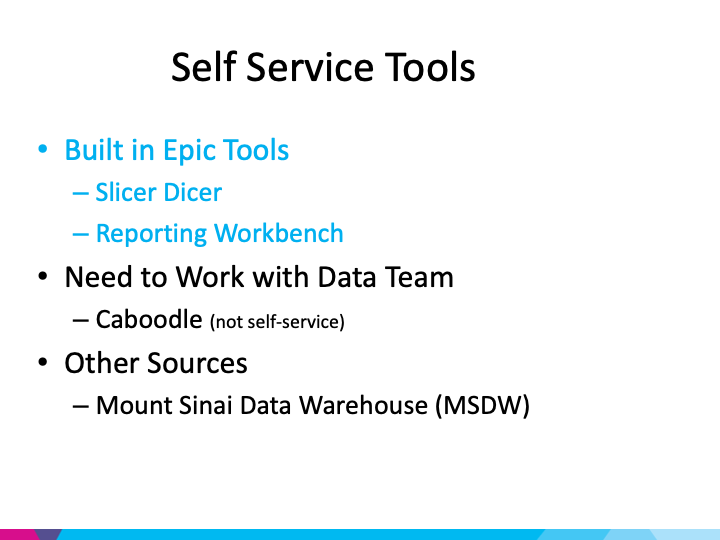 Self Service Tools
• Built in Epic Tools
– Slicer Dicer
– Reporting Workbench
• Need to Work with Data Team
– Caboodle (not self-service)
• Other Sources
– Mount Sinai Data Warehouse (MSDW)